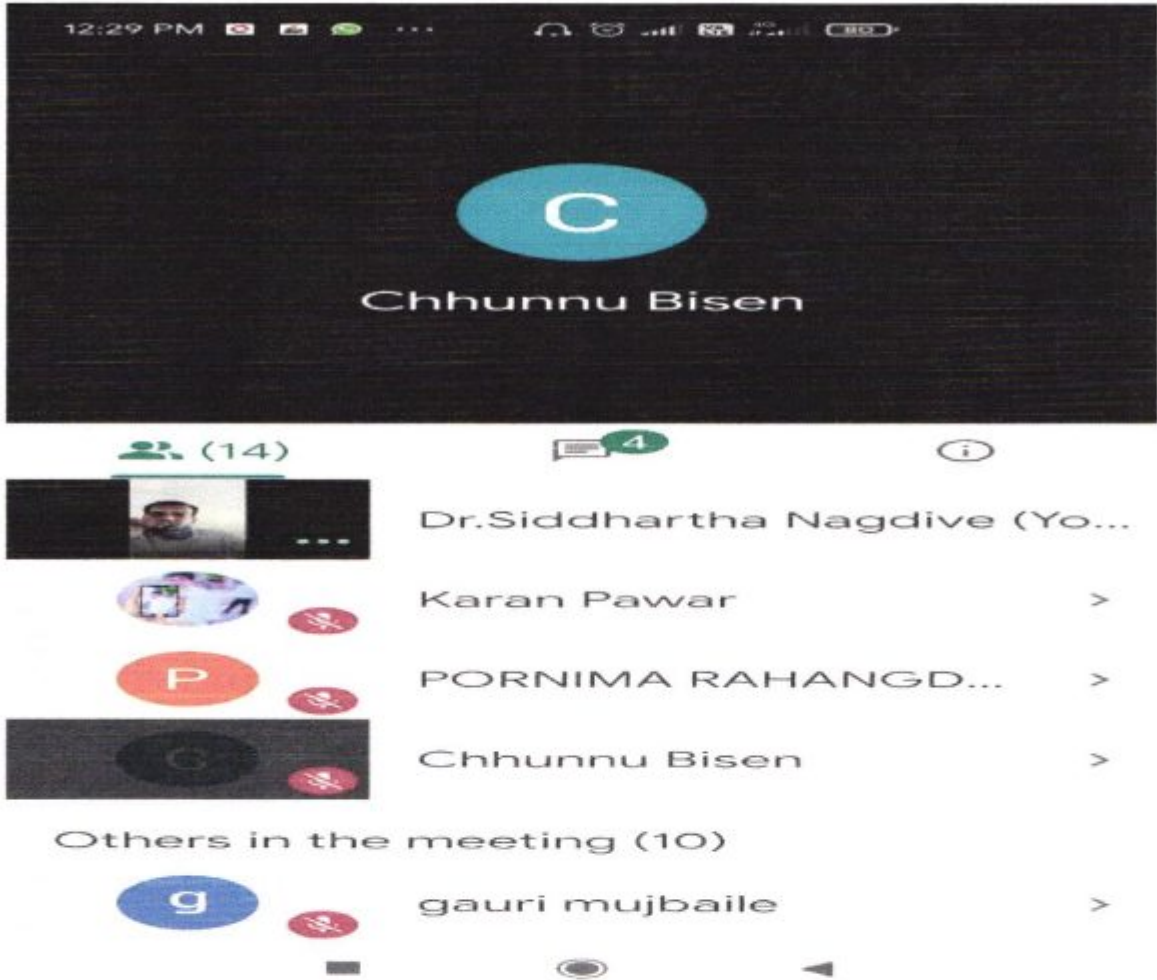 12:29 PM
C
Chhunnu Bisen
(14)
4
Dr.Siddhartha Nagdive (Yo...
Karan Pawar
P
PORNIMA RAHANGD...
C
Chhunnu Bisen
Others in the meeting (10)
g
gauri mujbaile